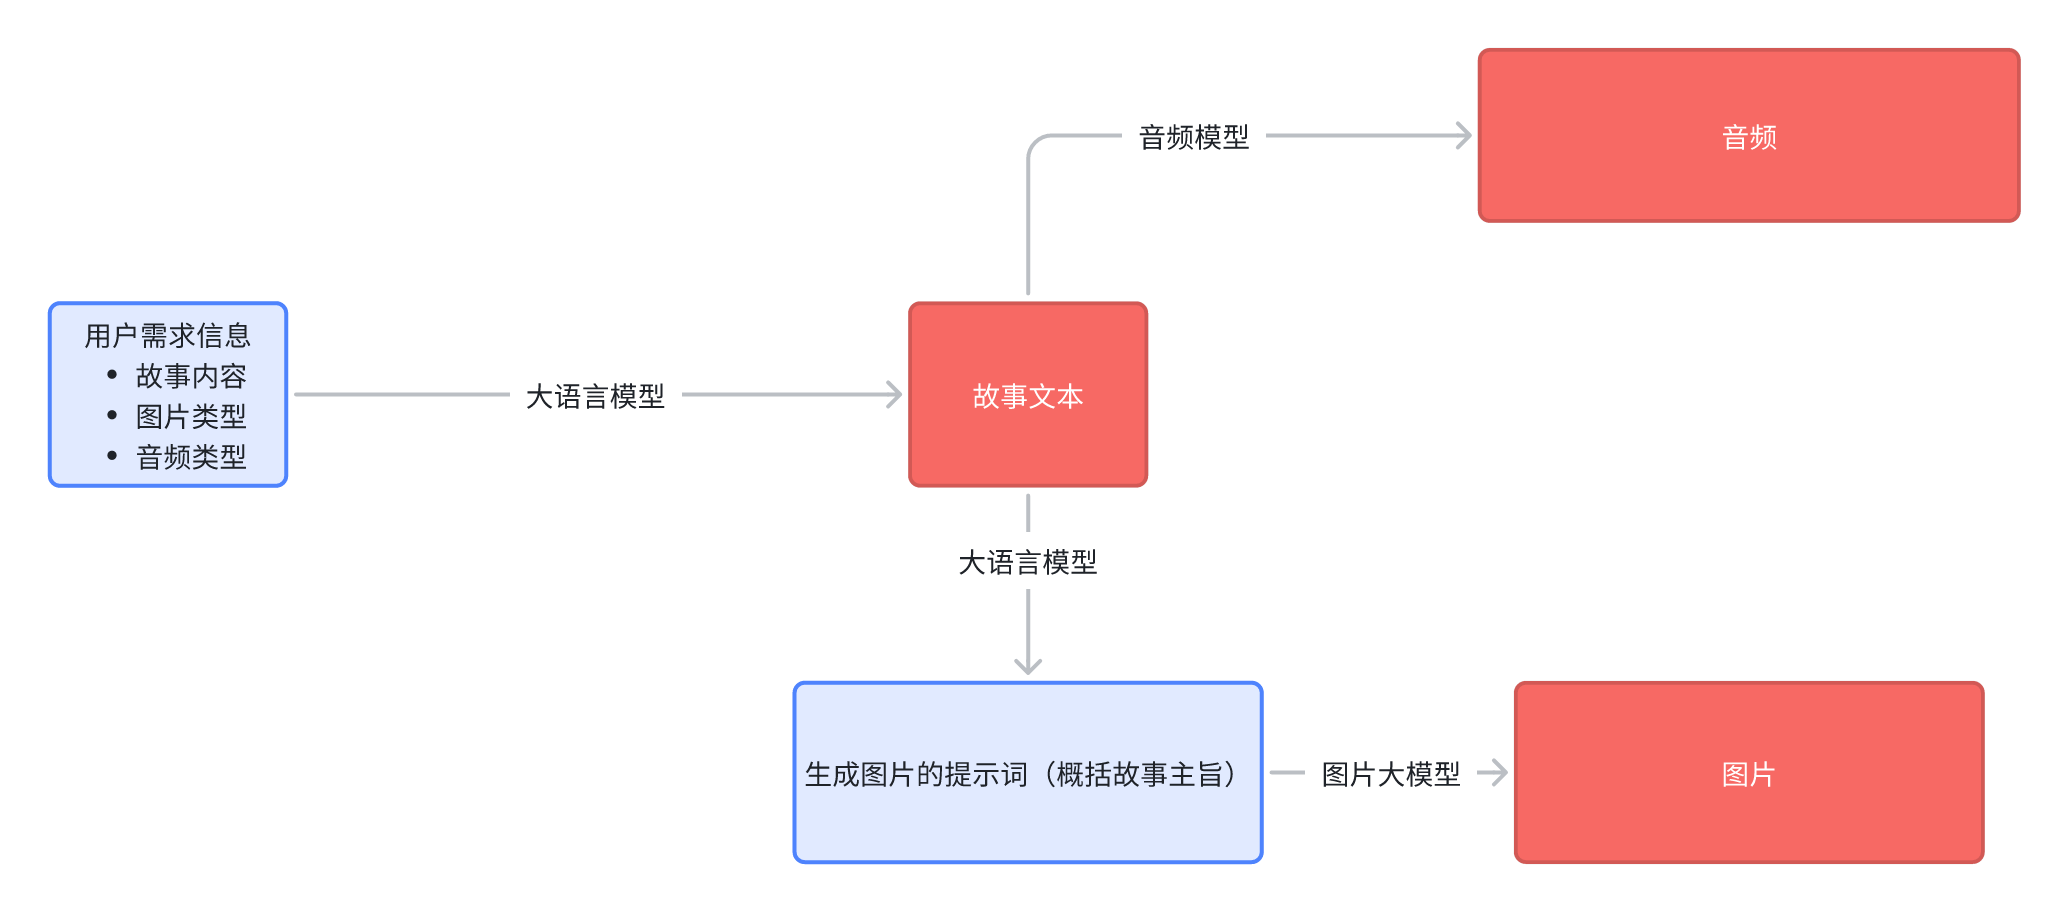 音频模型
音频
用户需求信息
• 故事内容
• 图片类型
• 音频类型
大语言模型
故事文本
大语言模型
生成图片的提示词（概括故事主旨）
图片大模型
图片